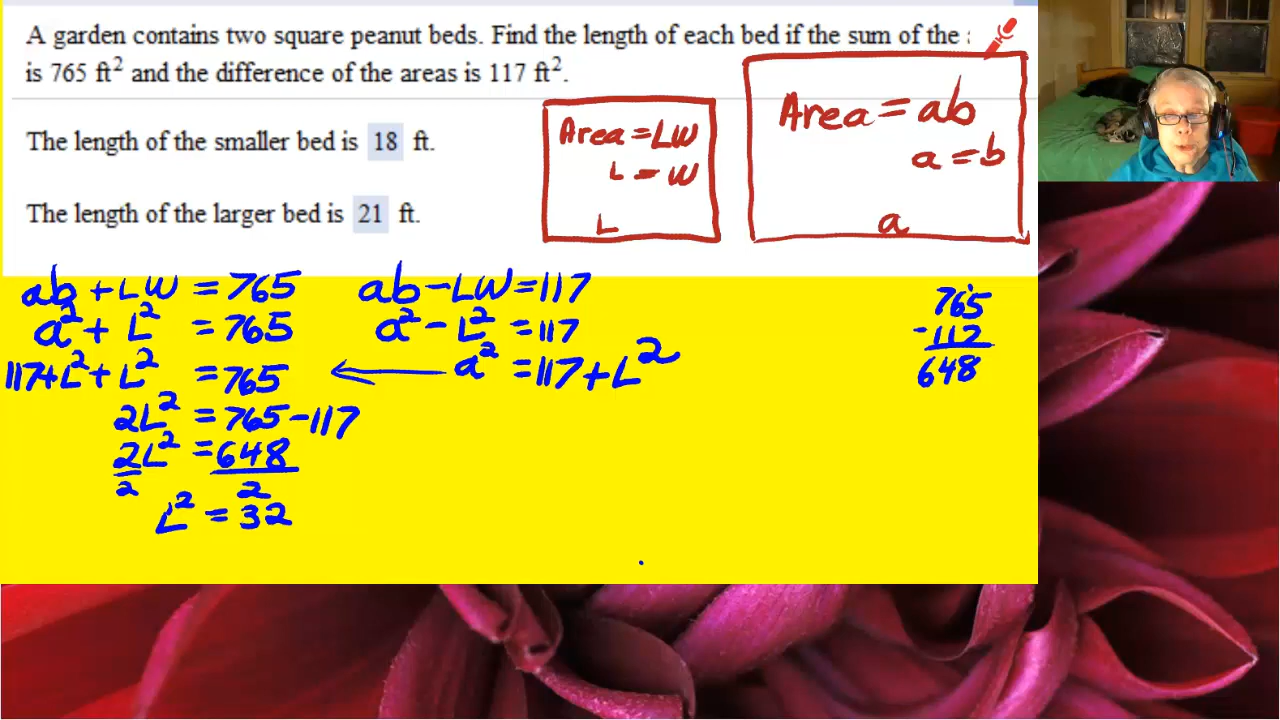 A garden contains two square peanut beds. Find the length of each bed if the sum of the
is 765 ft² and the difference of the areas is 117 ft².
The length of the smaller bed is 18 ft.
The length of the larger bed is 21 ft.
Area = LW
L = W
L
Area = ab
a = b
a
ab + LW = 765
a² + L² = 765
117 + L² + L² = 765
2L² = 765 - 117
2L² = 648
2 2
L² = 32
ab - LW = 117
a² - L² = 117
a² = 117 + L²
765
- 117
648